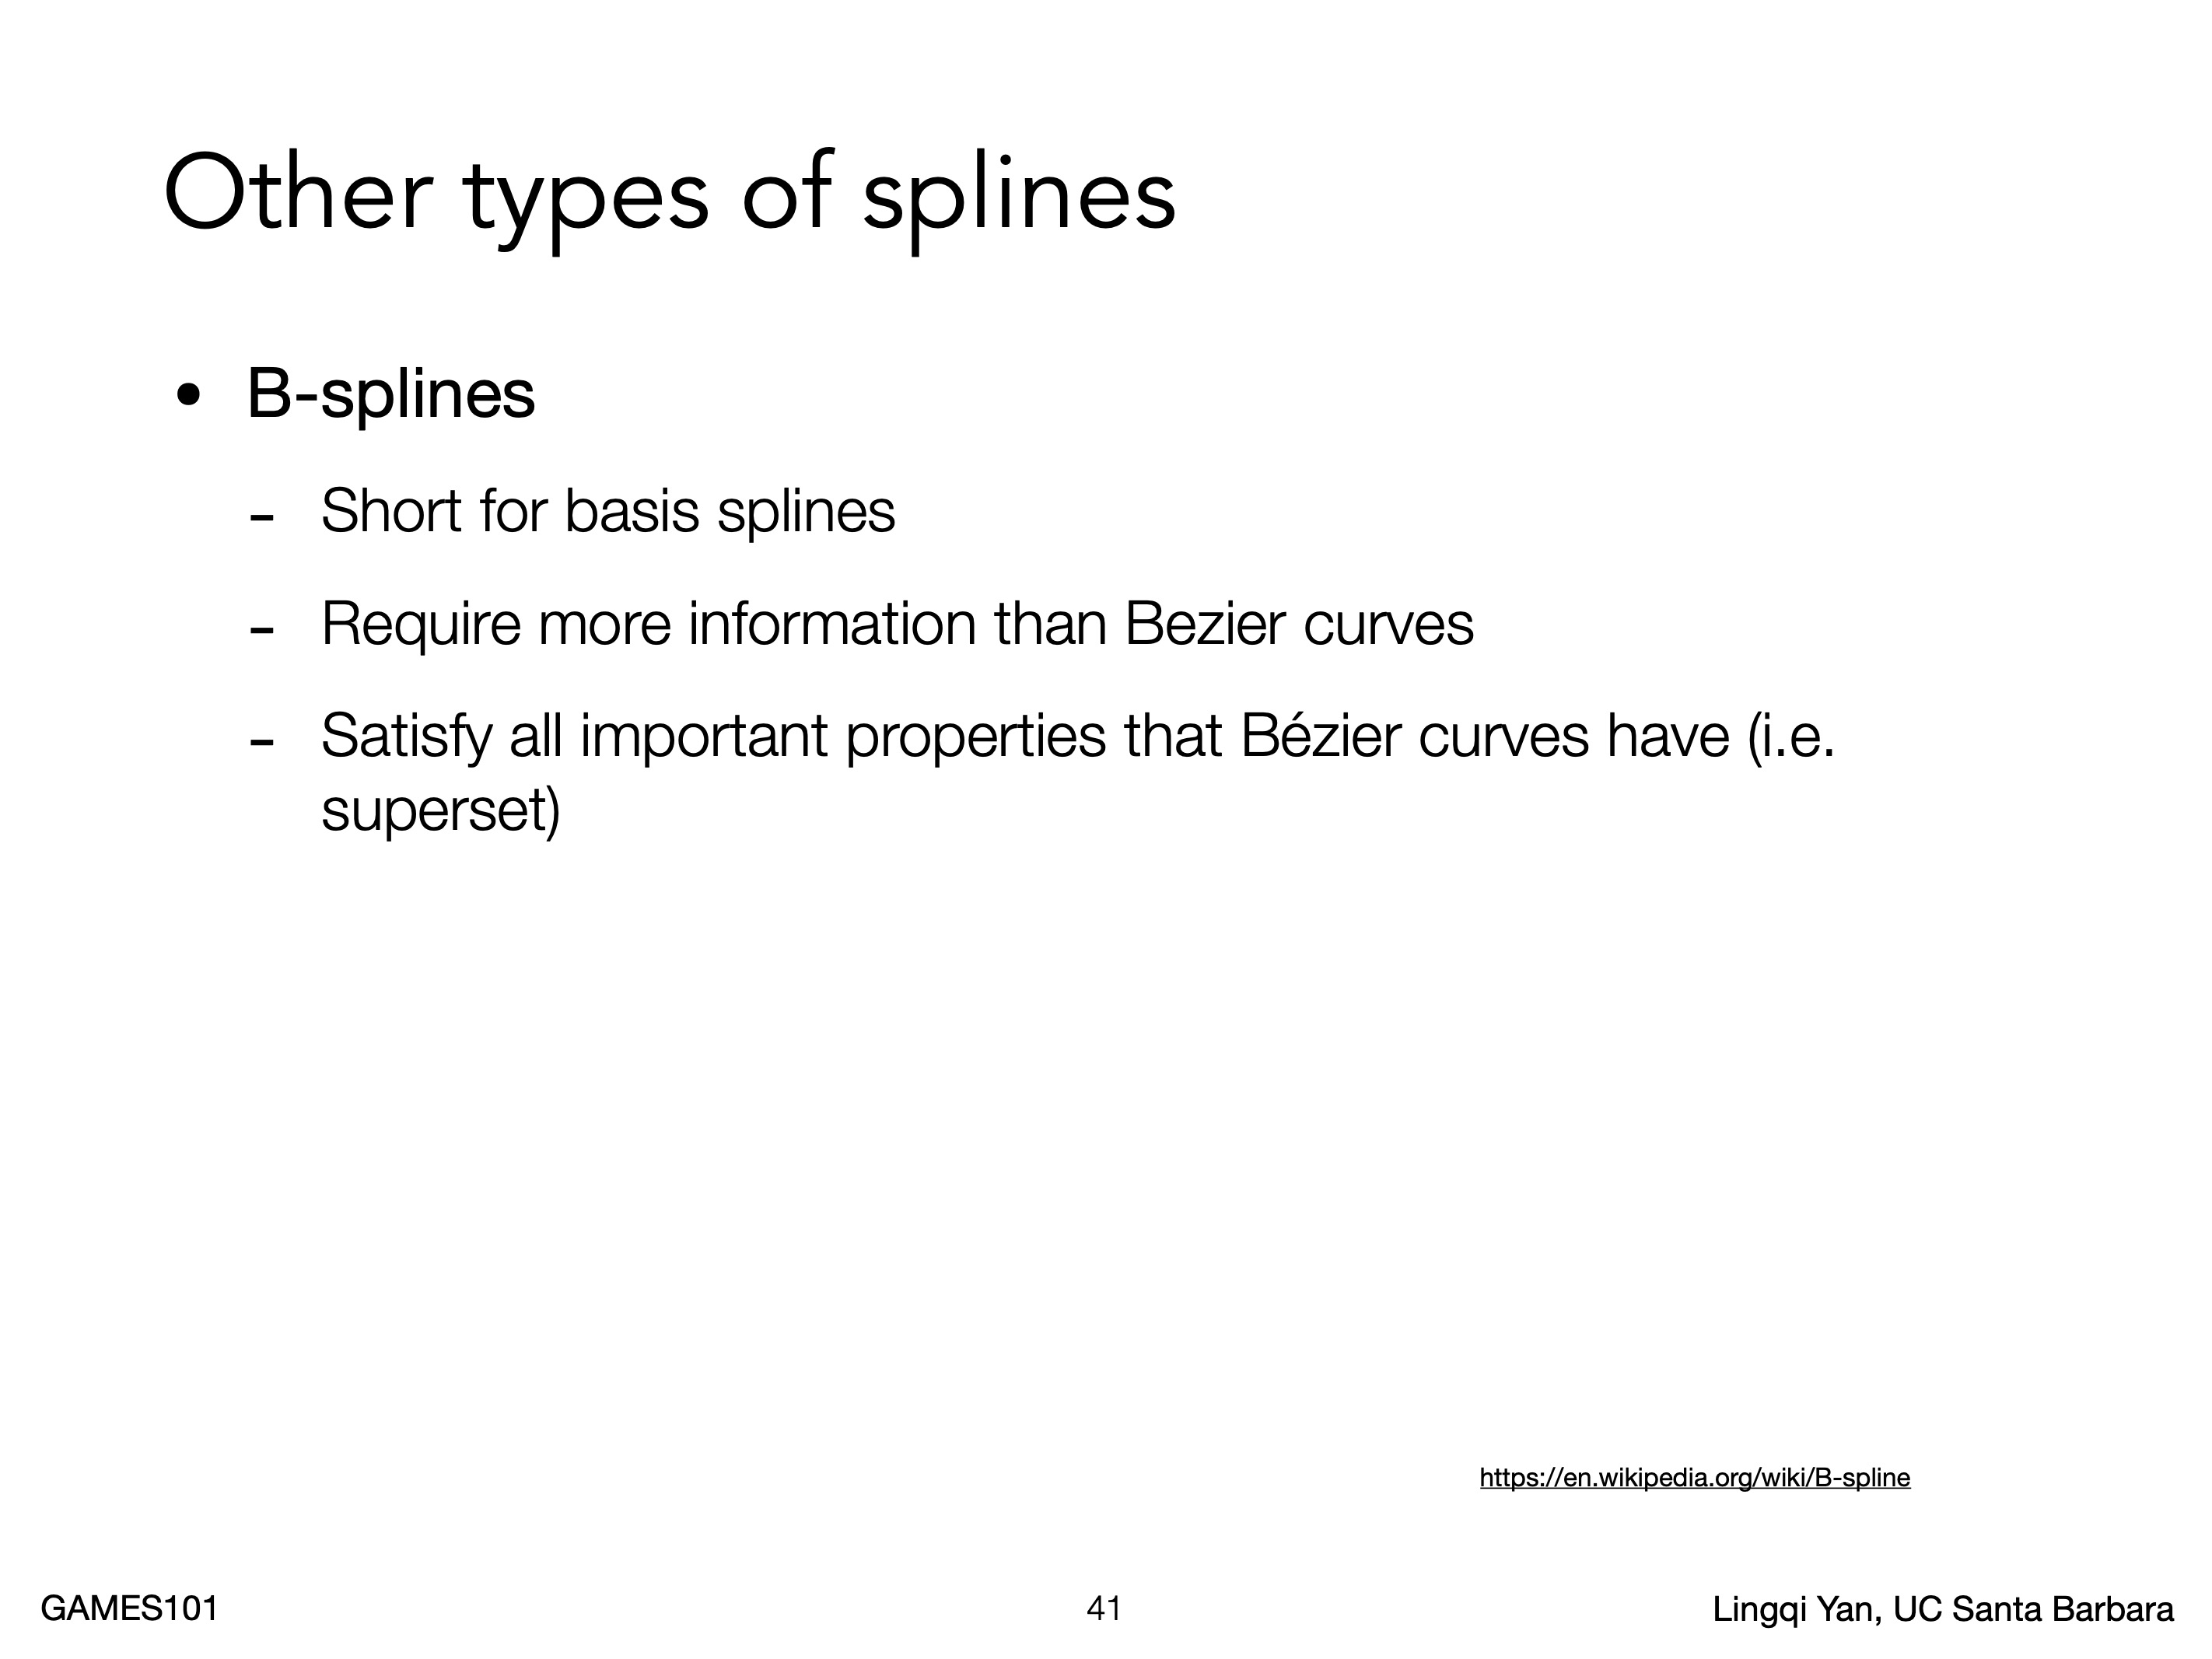 Other types of splines
• B-splines
- Short for basis splines
- Require more information than Bezier curves
- Satisfy all important properties that Bézier curves have (i.e.
superset)
https://en.wikipedia.org/wiki/B-spline
GAMES101
41
Lingqi Yan, UC Santa Barbara